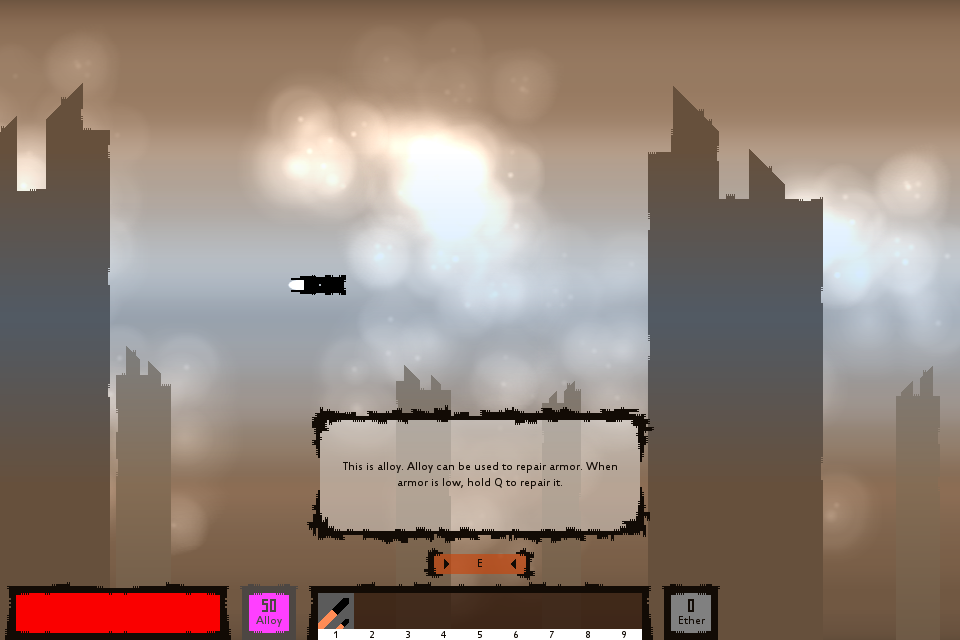 This is alloy. Alloy can be used to repair armor. When
armor is low, hold Q to repair it.
E
50
Alloy
1 2 3 4 5 6 7 8 9
0
Ether